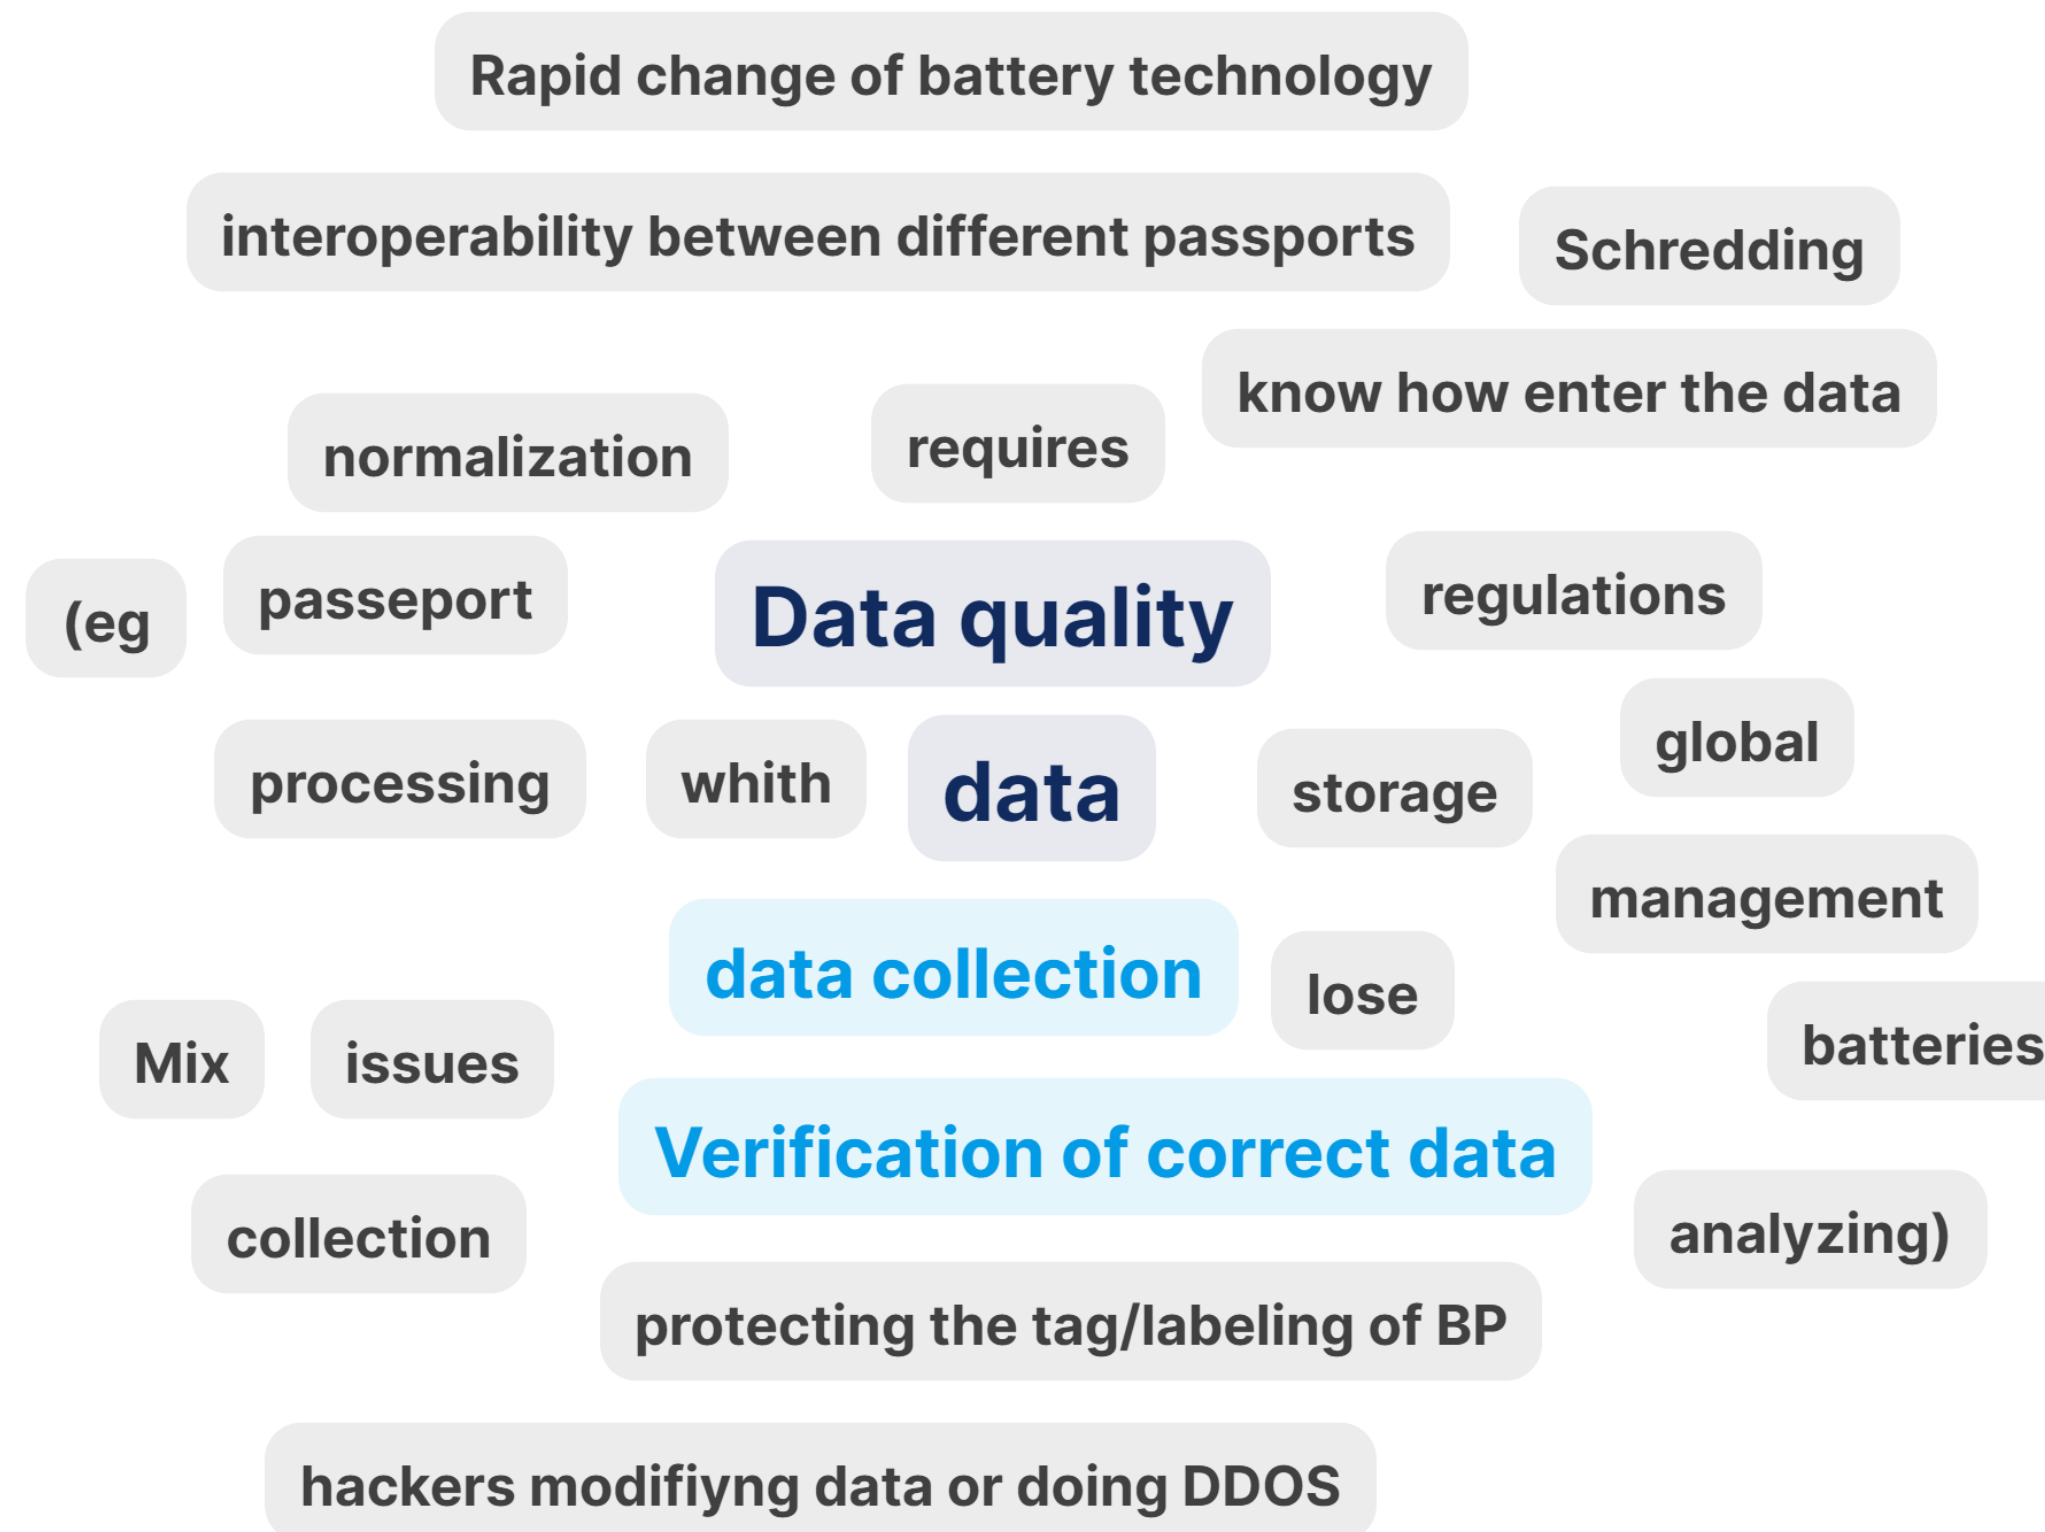 Rapid change of battery technology
interoperability between different passports
Schredding
know how enter the data
normalization
requires
(eg
passeport
Data quality
regulations
processing
whith
data
storage
global
management
data collection
lose
Mix
issues
batteries
Verification of correct data
collection
analyzing)
protecting the tag/labeling of BP
hackers modifiyng data or doing DDOS